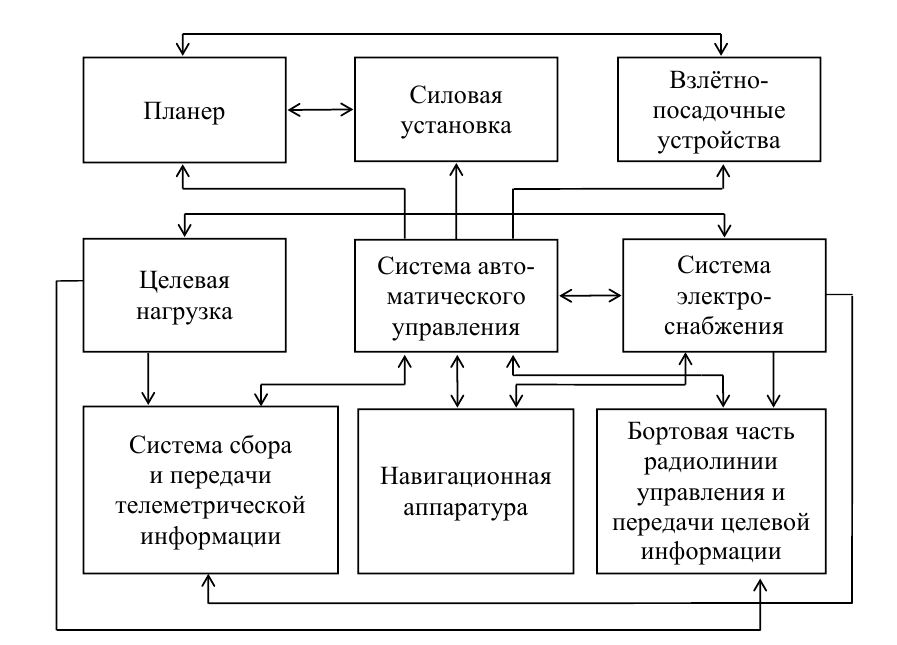 Планер
Силовая
установка
Взлётно-
посадочные
устройства
Целевая
нагрузка
Система авто-
матического
управления
Система
электро-
снабжения
Система сбора
и передачи
телеметрической
информации
Навигационная
аппаратура
Бортовая часть
радиолинии
управления и
передачи целевой
информации